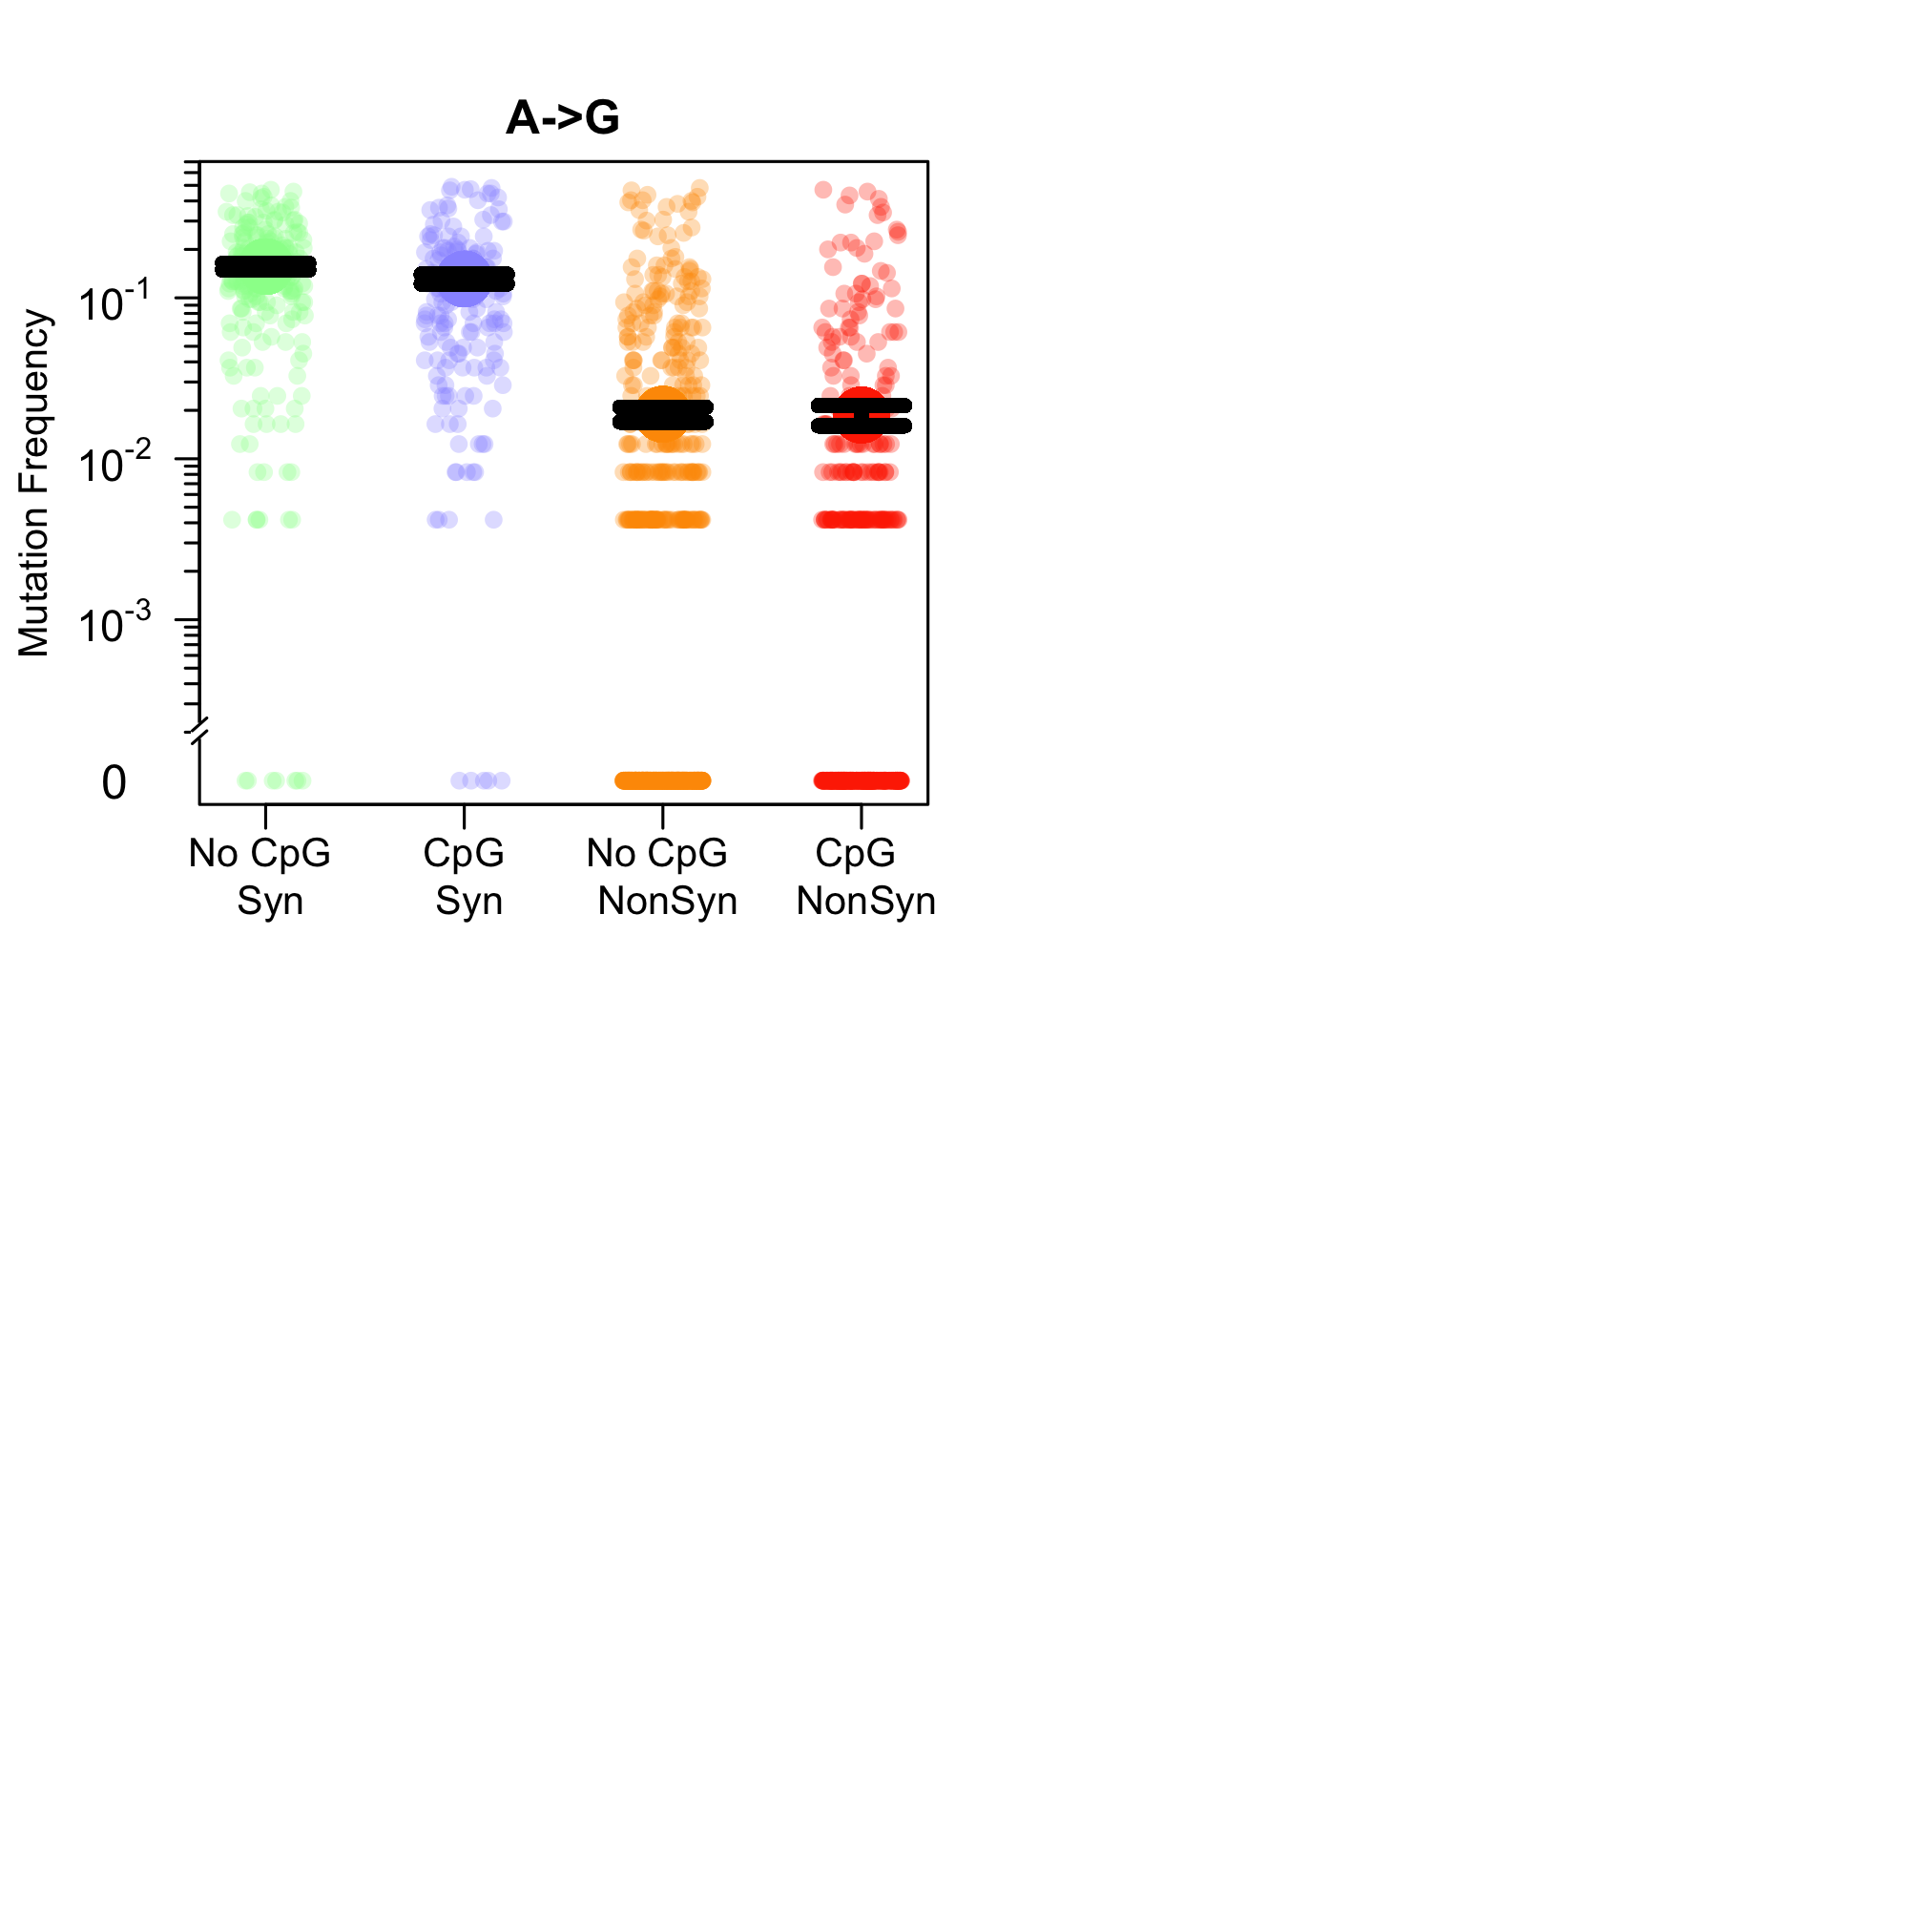 A->G
Mutation Frequency
10-1
10-2
10-3
0
No CpG Syn
CpG Syn
No CpG NonSyn
CpG NonSyn